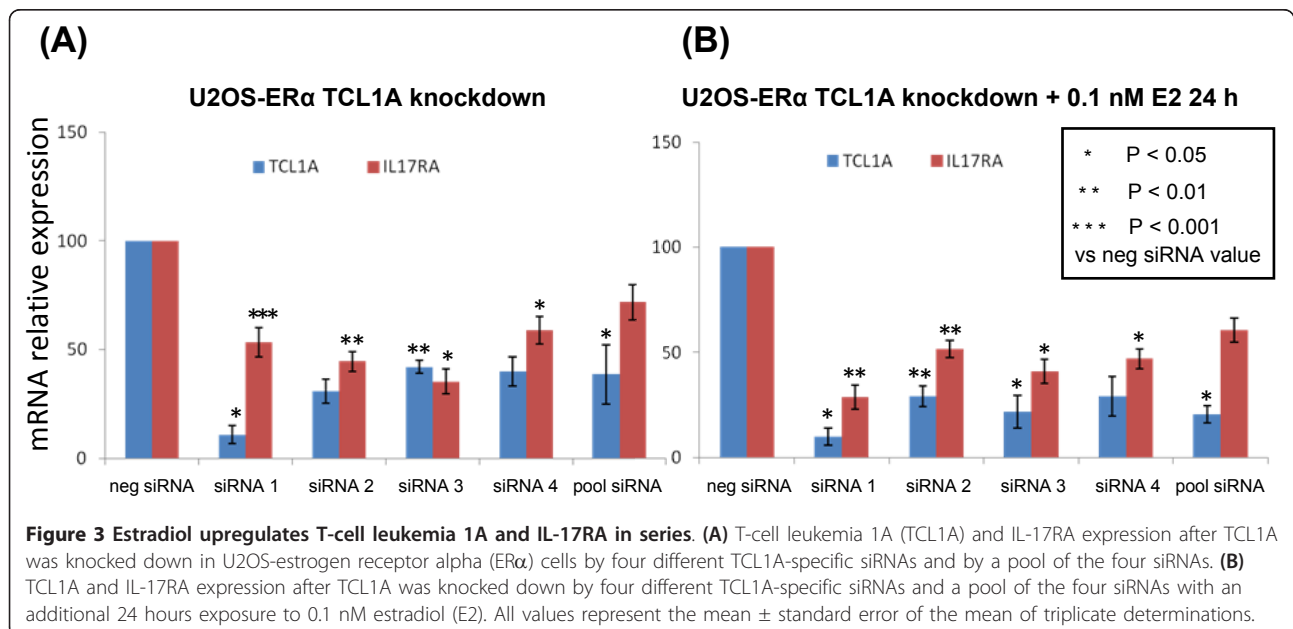 (A)
(B)
U2OS-ERα TCL1A knockdown
U2OS-ERα TCL1A knockdown + 0.1 nM E2 24 h
mRNA relative expression
150
100
50
0
TCL1A
IL17RA
*
***
**
**
*
*
*
neg siRNA
siRNA 1
siRNA 2
siRNA 3
siRNA 4
pool siRNA
150
100
50
0
TCL1A
IL17RA
* P < 0.05
** P < 0.01
*** P < 0.001
vs neg siRNA value
*
**
**
**
*
*
*
*
neg siRNA
siRNA 1
siRNA 2
siRNA 3
siRNA 4
pool siRNA
Figure 3 Estradiol upregulates T-cell leukemia 1A and IL-17RA in series. (A) T-cell leukemia 1A (TCL1A) and IL-17RA expression after TCL1A
was knocked down in U2OS-estrogen receptor alpha (ERα) cells by four different TCL1A-specific siRNAs and by a pool of the four siRNAs. (B)
TCL1A and IL-17RA expression after TCL1A was knocked down by four different TCL1A-specific siRNAs and a pool of the four siRNAs with an
additional 24 hours exposure to 0.1 nM estradiol (E2). All values represent the mean ± standard error of the mean of triplicate determinations.